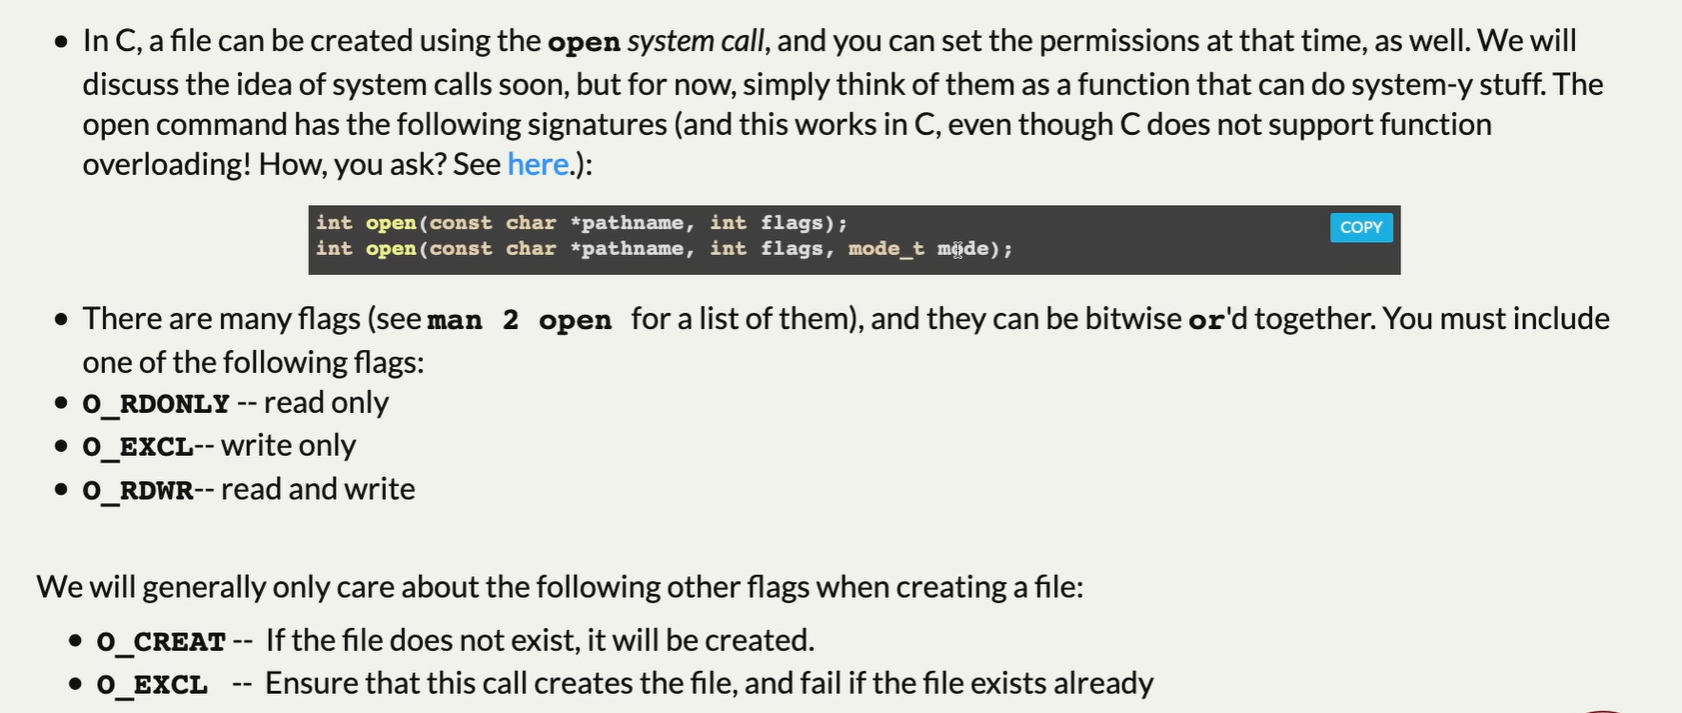 In C, a file can be created using the open system call, and you can set the permissions at that time, as well. We will
discuss the idea of system calls soon, but for now, simply think of them as a function that can do system-y stuff. The
open command has the following signatures (and this works in C, even though C does not support function
overloading! How, you ask? See here.):
int open(const char *pathname, int flags);
COPY
int open(const char *pathname, int flags, mode_t mode);
There are many flags (see man 2 open for a list of them), and they can be bitwise or'd together. You must include
one of the following flags:
O_RDONLY -- read only
O_EXCL-- write only
O_RDWR-- read and write
We will generally only care about the following other flags when creating a file:
O_CREAT -- If the file does not exist, it will be created.
O_EXCL -- Ensure that this call creates the file, and fail if the file exists already